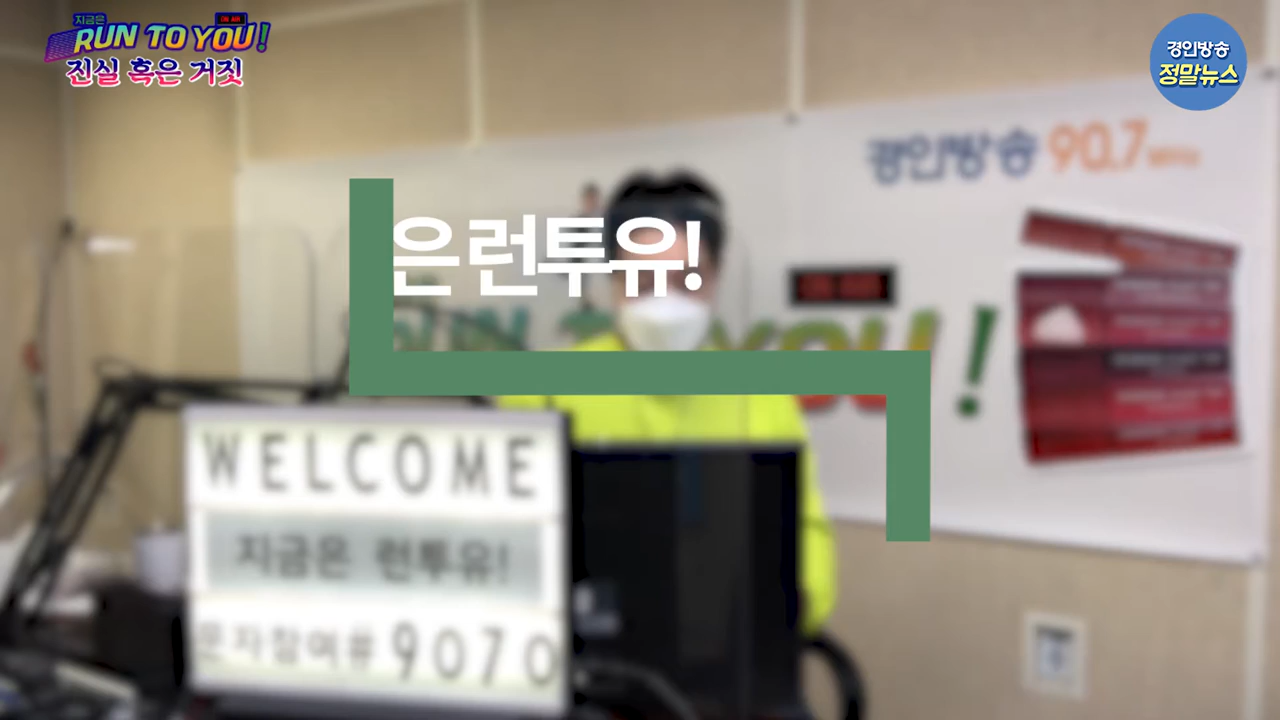 지금은
ON AIR
RUN TO YOU!
진실 혹은 거짓
경인방송
정말뉴스
경인방송 90.7
은 런투유!
YOU!
WELCOME
지금은 런투유!
문자참여# 9070